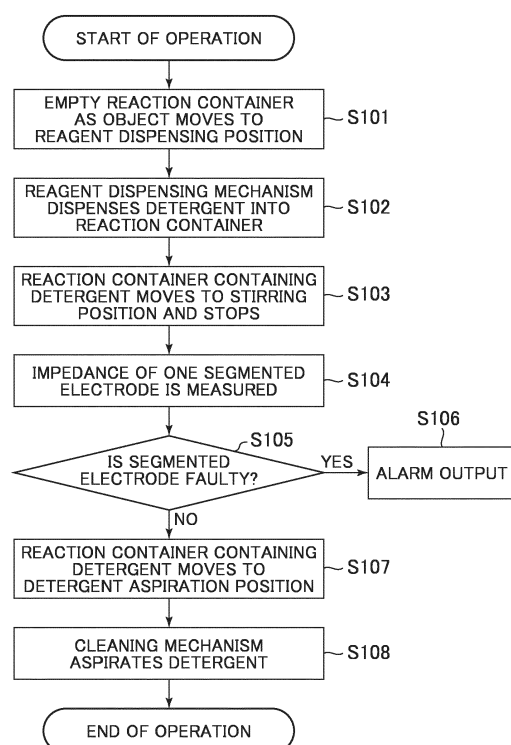 START OF OPERATION
EMPTY REACTION CONTAINER
AS OBJECT MOVES TO
REAGENT DISPENSING POSITION
S101
REAGENT DISPENSING MECHANISM
DISPENSES DETERGENT INTO
REACTION CONTAINER
S102
REACTION CONTAINER CONTAINING
DETERGENT MOVES TO STIRRING
POSITION AND STOPS
S103
IMPEDANCE OF ONE SEGMENTED
ELECTRODE IS MEASURED
S104
S105
IS SEGMENTED
ELECTRODE FAULTY?
YES
S106
ALARM OUTPUT
NO
REACTION CONTAINER CONTAINING
DETERGENT MOVES TO
DETERGENT ASPIRATION POSITION
S107
CLEANING MECHANISM
ASPIRATES DETERGENT
S108
END OF OPERATION